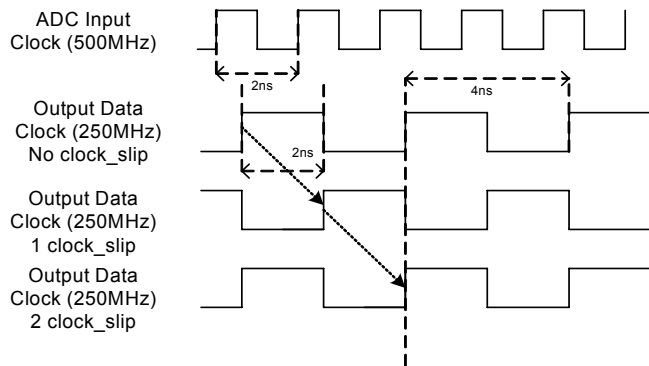 ADC Input
Clock (500MHz)
2ns
4ns
Output Data
Clock (250MHz)
No clock_slip
2ns
Output Data
Clock (250MHz)
1 clock_slip
Output Data
Clock (250MHz)
2 clock_slip